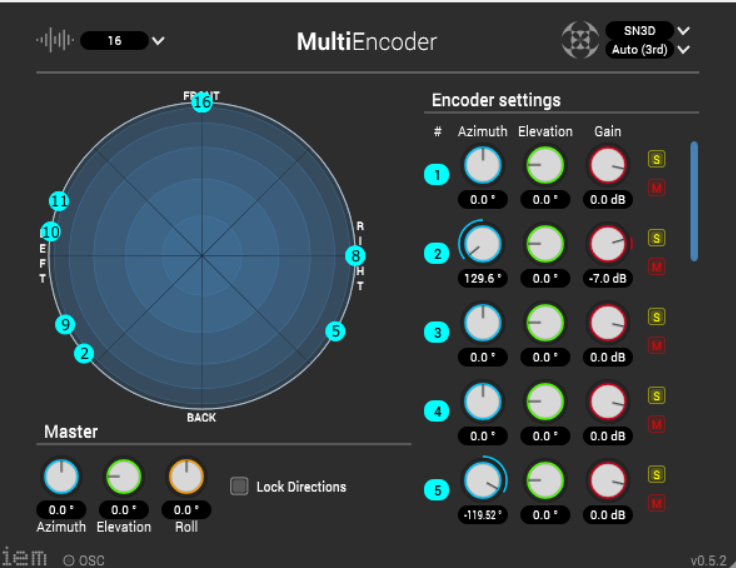 16
MultiEncoder
SN3D
Auto (3rd)
FRONT
16
11
10
EFT
RIGHT
8
9
2
5
BACK
Encoder settings
# Azimuth Elevation Gain
1 S
M
0.0 ° 0.0 ° 0.0 dB
2 S
M
129.6 ° 0.0 ° -7.0 dB
3 S
M
0.0 ° 0.0 ° 0.0 dB
4 S
M
0.0 ° 0.0 ° 0.0 dB
5 S
M
-119.52 ° 0.0 ° 0.0 dB
Master
Lock Directions
0.0 ° 0.0 ° 0.0 °
Azimuth Elevation Roll
iem OSC
v0.5.2